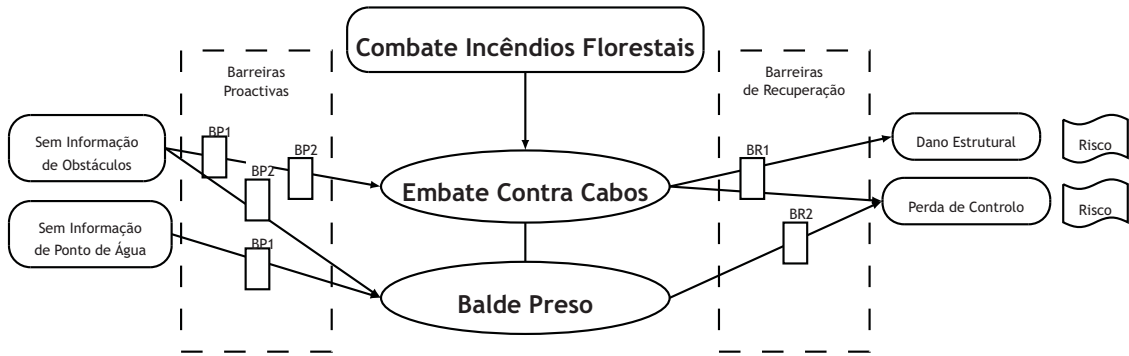 Combate Incêndios Florestais
Barreiras
Proactivas
Barreiras
de Recuperação
Sem Informação
de Obstáculos
BP1
BP2
BP2
BR1
Dano Estrutural
Risco
Embate Contra Cabos
Sem Informação
de Ponto de Água
BP1
BR2
Perda de Controlo
Risco
Balde Preso